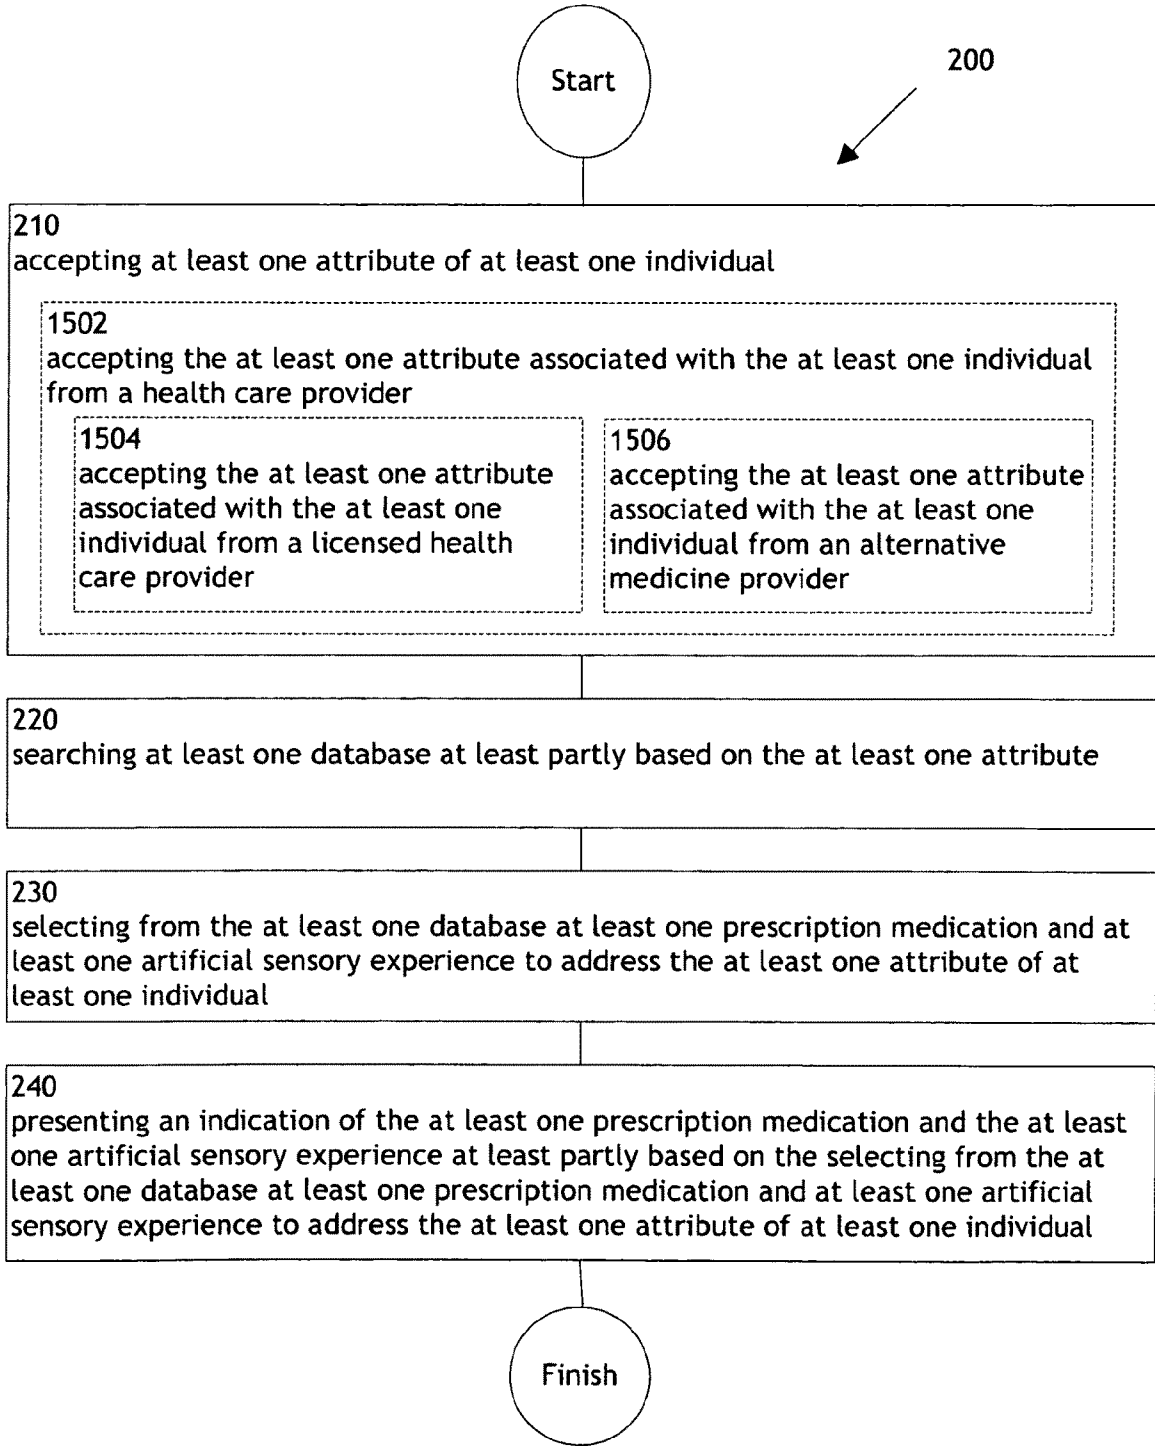 Start
200
210
accepting at least one attribute of at least one individual
1502
accepting the at least one attribute associated with the at least one individual
from a health care provider
1504
accepting the at least one attribute
associated with the at least one
individual from a licensed health
care provider
1506
accepting the at least one attribute
associated with the at least one
individual from an alternative
medicine provider
220
searching at least one database at least partly based on the at least one attribute
230
selecting from the at least one database at least one prescription medication and at
least one artificial sensory experience to address the at least one attribute of at
least one individual
240
presenting an indication of the at least one prescription medication and the at least
one artificial sensory experience at least partly based on the selecting from the at
least one database at least one prescription medication and at least one artificial
sensory experience to address the at least one attribute of at least one individual
Finish